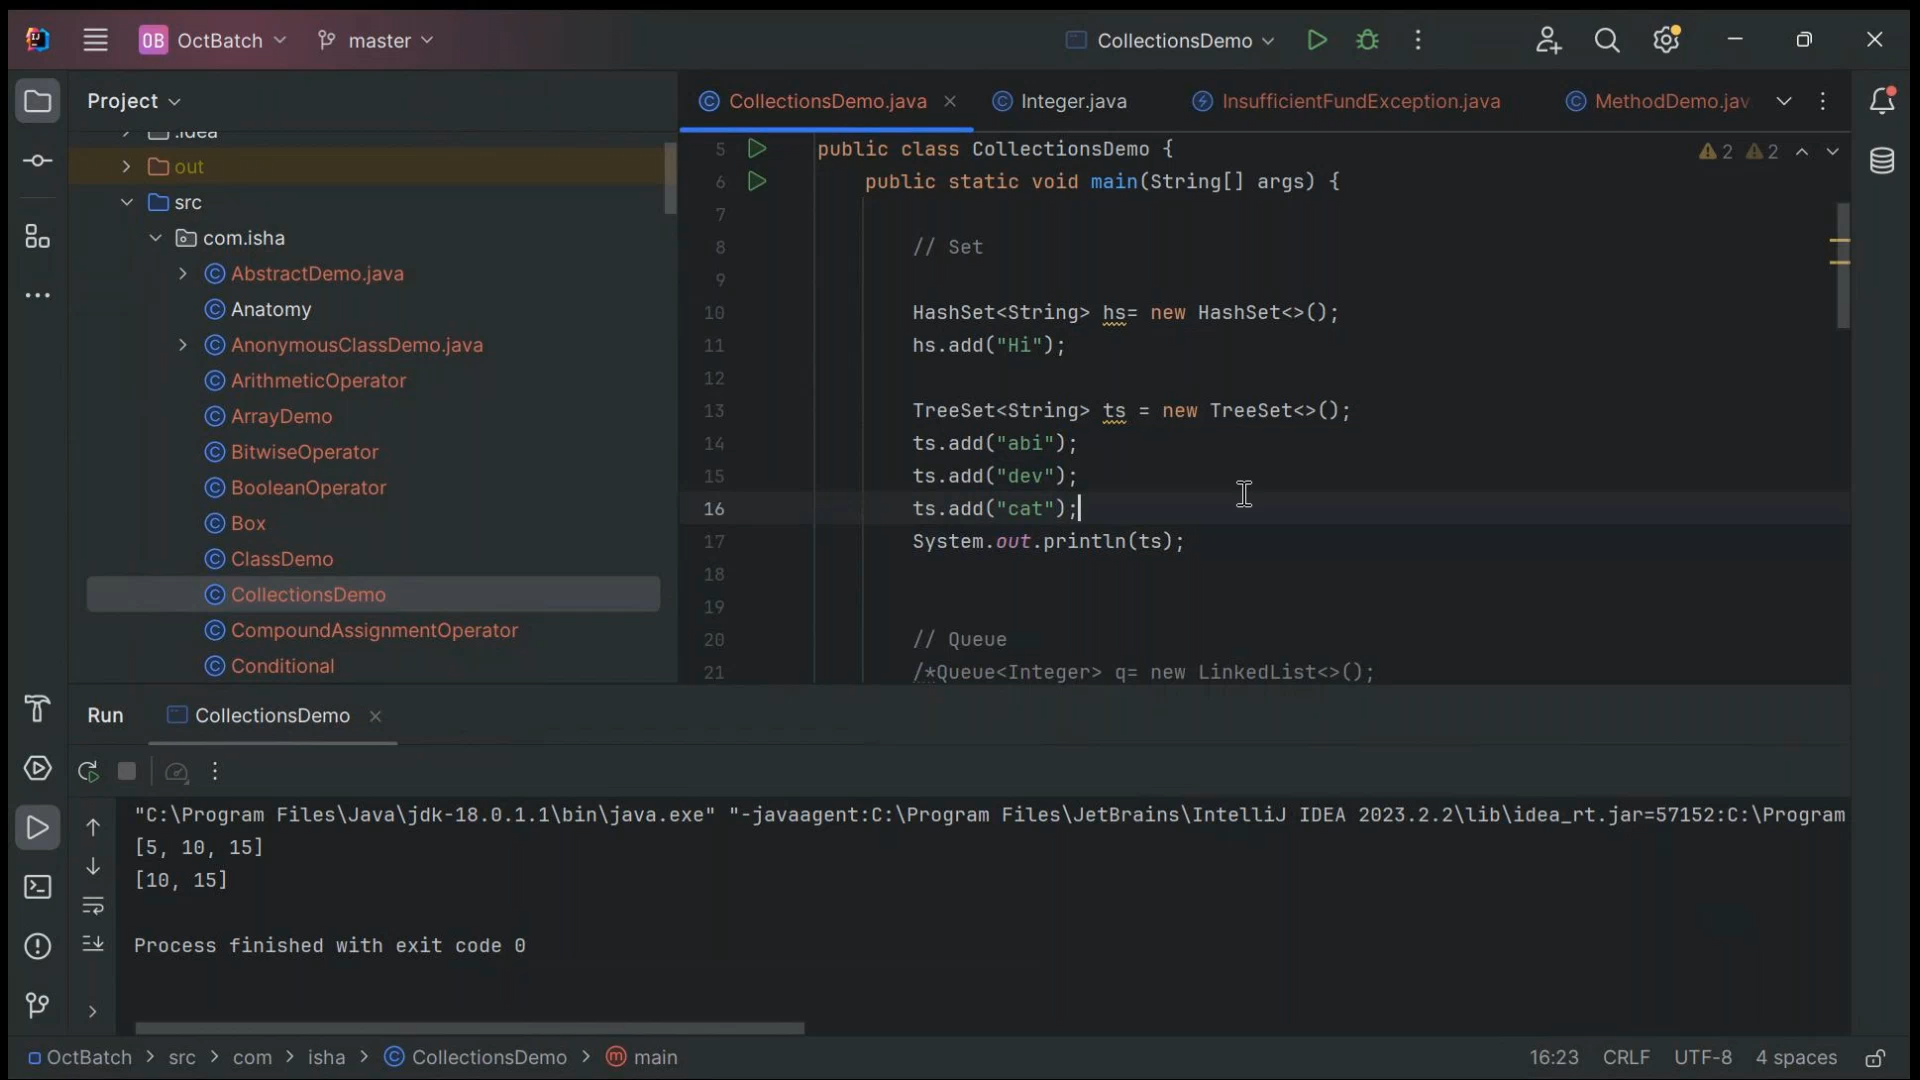 OB OctBatch master CollectionsDemo
Project
.idea
out
src
com.isha
AbstractDemo.java
Anatomy
AnonymousClassDemo.java
ArithmeticOperator
ArrayDemo
BitwiseOperator
BooleanOperator
Box
ClassDemo
CollectionsDemo
CompoundAssignmentOperator
Conditional
CollectionsDemo.java Integer.java InsufficientFundException.java MethodDemo.jav
2 2
5 public class CollectionsDemo {
6 public static void main(String[] args) {
7
8 // Set
9
10 HashSet<String> hs= new HashSet<>();
11 hs.add("Hi");
12
13 TreeSet<String> ts = new TreeSet<>();
14 ts.add("abi");
15 ts.add("dev");
16 ts.add("cat");
17 System.out.println(ts);
18
19
20 // Queue
21 /*Queue<Integer> q= new LinkedList<>();
Run CollectionsDemo
"C:\Program Files\Java\jdk-18.0.1.1\bin\java.exe" "-javaagent:C:\Program Files\JetBrains\IntelliJ IDEA 2023.2.2\lib\idea_rt.jar=57152:C:\Program
[5, 10, 15]
[10, 15]
Process finished with exit code 0
OctBatch > src > com > isha > CollectionsDemo > main 16:23 CRLF UTF-8 4 spaces